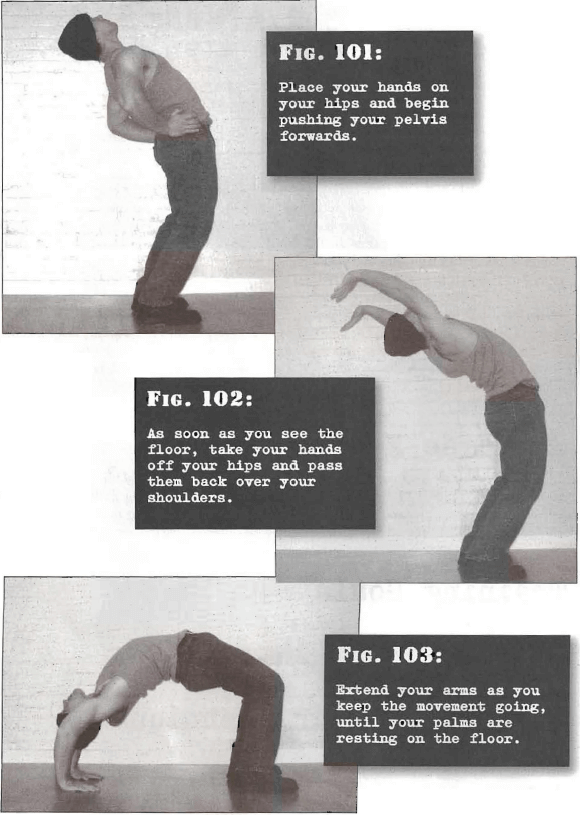 FIG. 101:
Place your hands on
your hips and begin
pushing your pelvis
forwards.
FIG. 102:
As soon as you see the
floor, take your hands
off your hips and pass
them back over your
shoulders.
FIG. 103:
Extend your arms as you
keep the movement going,
until your palms are
resting on the floor.